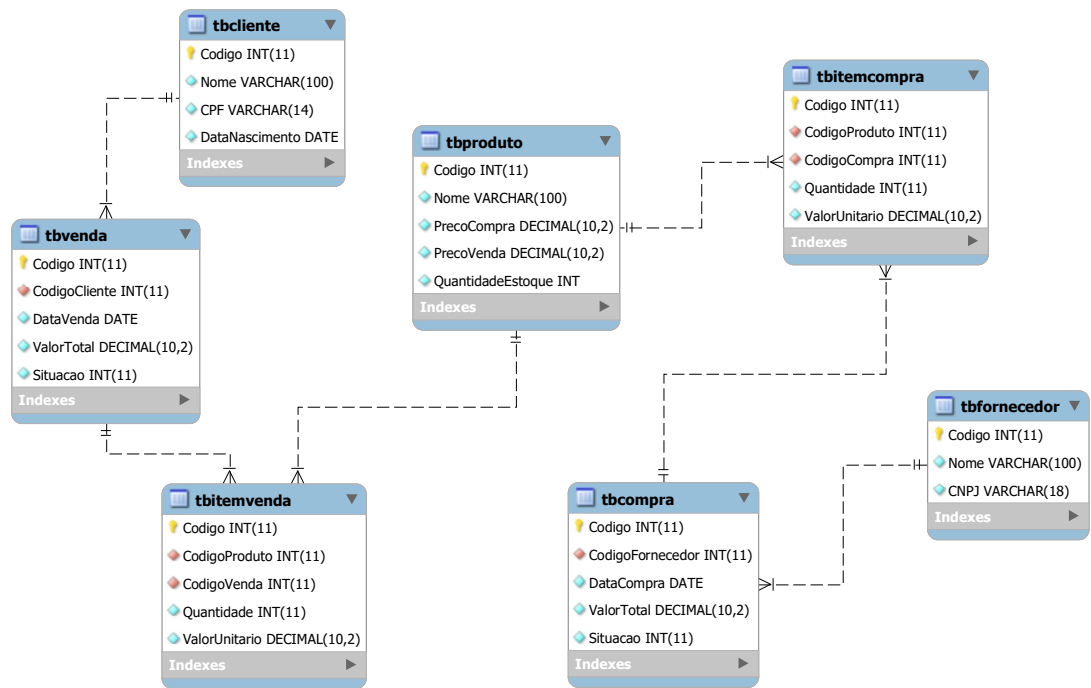 tbcliente
Codigo INT(11)
Nome VARCHAR(100)
CPF VARCHAR(14)
DataNascimento DATE
Indexes
tbvenda
Codigo INT(11)
CodigoCliente INT(11)
DataVenda DATE
ValorTotal DECIMAL(10,2)
Situacao INT(11)
Indexes
tbitemvenda
Codigo INT(11)
CodigoProduto INT(11)
CodigoVenda INT(11)
Quantidade INT(11)
ValorUnitario DECIMAL(10,2)
Indexes
tbproduto
Codigo INT(11)
Nome VARCHAR(100)
PrecoCompra DECIMAL(10,2)
PrecoVenda DECIMAL(10,2)
QuantidadeEstoque INT
Indexes
tbitemcompra
Codigo INT(11)
CodigoProduto INT(11)
CodigoCompra INT(11)
Quantidade INT(11)
ValorUnitario DECIMAL(10,2)
Indexes
tbcompra
Codigo INT(11)
CodigoFornecedor INT(11)
DataCompra DATE
ValorTotal DECIMAL(10,2)
Situacao INT(11)
Indexes
tbfornecedor
Codigo INT(11)
Nome VARCHAR(100)
CNPJ VARCHAR(18)
Indexes